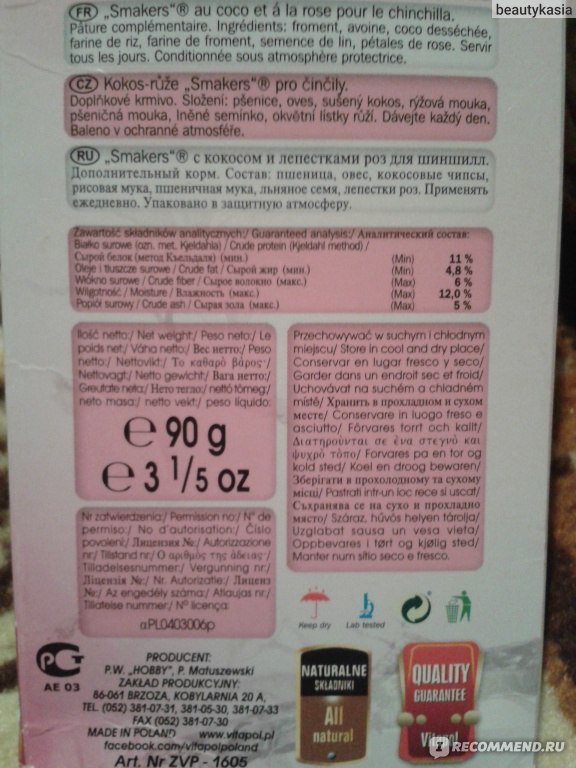 beautykasia
FR „Smakers"® au coco et á la rose pour le chinchilla.
Pâture complémentaire. Ingrédients: froment, avoine, coco desséchée,
farine de riz, farine de froment, semence de lin, pétales de rose. Servir
tous les jours. Conditionnée sous atmosphère protectrice.
CZ Kokos-růže „Smakers"® pro činčily.
Doplňkové krmivo. Složení: pšenice, oves, sušený kokos, rýžová mouka,
pšeničná mouka, lněné semínko, okvětní lístky růží. Dávejte každý den.
Baleno v ochranné atmosféře.
RU „Smakers"® с кокосом и лепестками роз для шиншилл.
Дополнительный корм. Состав: пшеница, овес, кокосовые чипсы,
рисовая мука, пшеничная мука, льняное семя, лепестки роз. Применять
ежедневно. Упаковано в защитную атмосферу.
Zawartość składników analitycznych:/ Guaranteed analysis:/ Аналитический состав:
Białko surowe (ozn. met. Kjeldahla) / Crude protein (Kjeldahl method) /
Сырой белок (метод Къельдаля) (мин.) (Min) 11 %
Oleje i tłuszcze surowe / Crude fat / Сырой жир (мин.) (Min) 4,8 %
Włókno surowe / Crude fiber / Сырое волокно (макс.) (Max) 6 %
Wilgotność / Moisture / Влажность (макс.) (Max) 12,0 %
Popiół surowy / Crude ash / Сырая зола (макс.) (Max) 5 %
Ilość netto:/ Net weight:/ Peso neto:/ Le
poids net:/ Váha netto:/ Вес нетто:/ Peso
netto:/ Nettovikt:/ Το καθαρό βάρος:/
Nettovagt:/ Netto gewicht:/ Вага нетто:/
Greutate neta:/ Нето тегло:/ nettó tömeg:/
neto masa:/ netto vekt:/ peso líquido:
e 90 g
e 3 1/5 oz
Przechowywać w suchym i chłodnym
miejscu/ Store in cool and dry place/
Conservar en lugar fresco y seco/
Garder dans un endroit sec et froid/
Uchovávat na suchém a chladném
místě/ Хранить в прохладном и сухом
месте/ Conservare in luogo freso e
asciutto/ Förvares torrt och kallt/
Διατηρούνται σε ένα στεγνό και
ψυχρό τόπο/ Forvares pa en tor og
kold sted/ Koel en droog bewaren/
Зберігати в прохолодному та сухому
місці/ Pastrati intr-un loc rece si uscat/
Съхранява се на сухо и прохладно
място/ Száraz, hűvös helyen tárolja/
Uzglabat sausa un vesa vieta/
Oppbevares i tørt og kjølig sted/
Manter num sítio seco e fresco.
Nr zatwierdzenia:/ Permission no:/ N° de
permiso:/ No d'autorisation:/ Číslo
povolení:/ Лицензия №:/ Autorizazione
nr:/ Tillstand nr:/ Ο αριθμός της άδειας:/
Tilladelsesnummer:/ Vergunning nr:/
Ліцензія №:/ Nr. Autorizatie:/ Лиценз
№:/ Az engedély száma:/ Atlaujas nr:/
Tillatelse nummer:/ N° licença:
αPL0403006p
Keep dry
Lab tested
РСТ
АЕ 03
PRODUCENT:
P.W. „HOBBY", P. Matuszewski
ZAKŁAD PRODUKCYJNY:
86-061 BRZOZA, KOBYLARNIA 20 A,
TEL. (052) 381-07-31, 381-05-30, 381-07-33
FAX (052) 381-07-30
MADE IN POLAND www.vitapol.pl
facebook.com/vitapolpoland
Art. Nr ZVP - 1605
NATURALNE
SKŁADNIKI
All
natural
QUALITY
GUARANTEE
Vitapol
RECOMMEND.RU